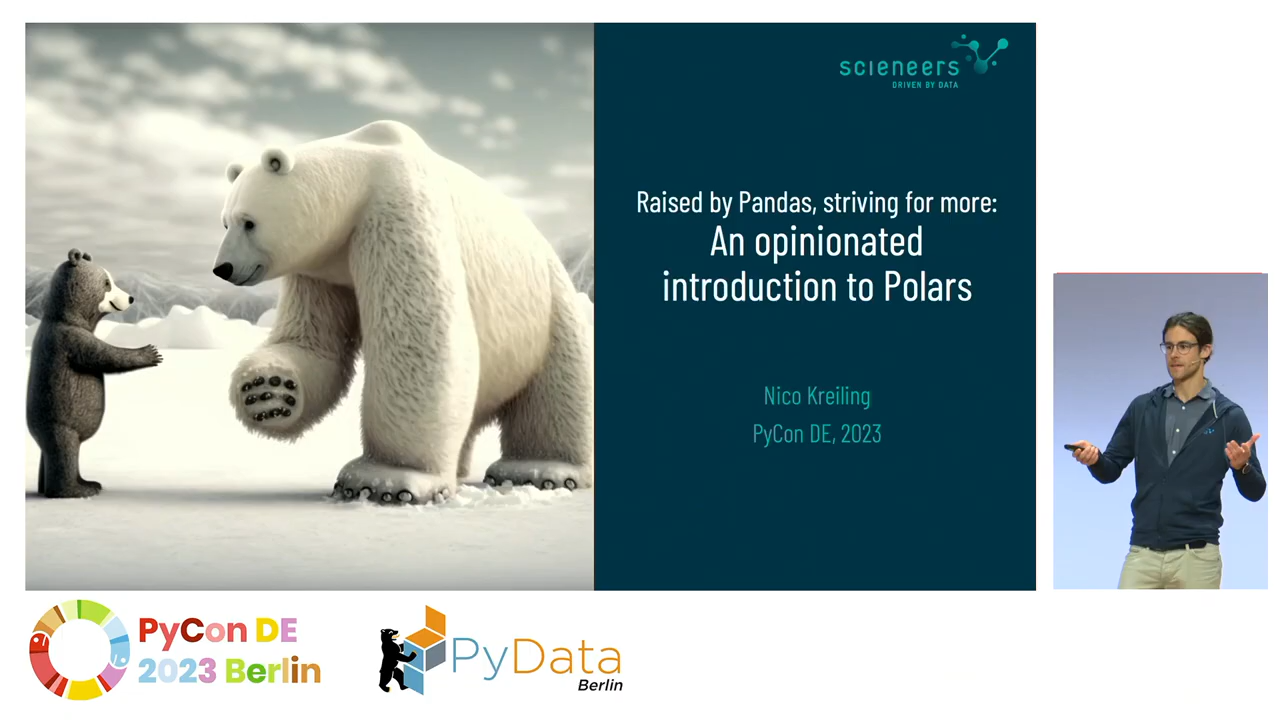 scieneers
DRIVEN BY DATA
Raised by Pandas, striving for more:
An opinionated
introduction to Polars
Nico Kreiling
PyCon DE, 2023
PyCon DE
2023 Berlin
PyData
Berlin